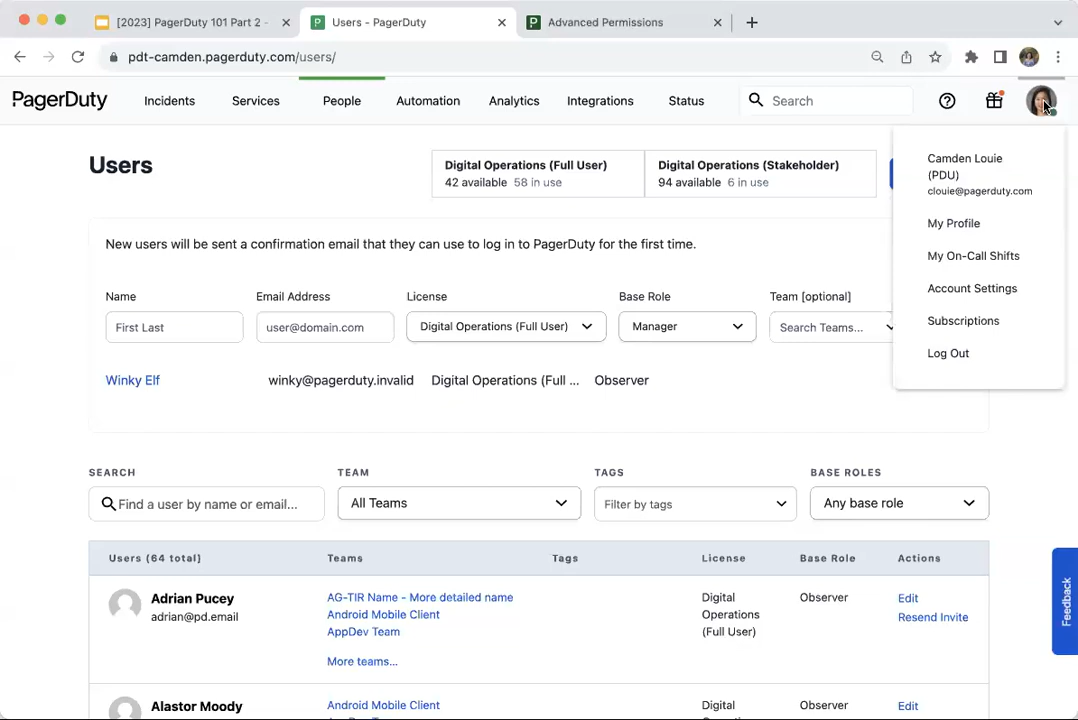 [2023] PagerDuty 101 Part 2 -
Users - PagerDuty
Advanced Permissions
pdt-camden.pagerduty.com/users/
PagerDuty
Incidents
Services
People
Automation
Analytics
Integrations
Status
Search
Users
Digital Operations (Full User)
42 available 58 in use
Digital Operations (Stakeholder)
94 available 6 in use
Camden Louie
(PDU)
clouie@pagerduty.com
My Profile
My On-Call Shifts
Account Settings
Subscriptions
Log Out
New users will be sent a confirmation email that they can use to log in to PagerDuty for the first time.
Name
Email Address
License
Base Role
Team [optional]
First Last
user@domain.com
Digital Operations (Full User)
Manager
Search Teams...
Winky Elf
winky@pagerduty.invalid
Digital Operations (Full ...
Observer
SEARCH
TEAM
TAGS
BASE ROLES
Find a user by name or email...
All Teams
Filter by tags
Any base role
Users (64 total)
Teams
Tags
License
Base Role
Actions
Adrian Pucey
adrian@pd.email
AG-TIR Name - More detailed name
Android Mobile Client
AppDev Team
More teams...
Digital
Operations
(Full User)
Observer
Edit
Resend Invite
Alastor Moody
Android Mobile Client
AppDev Team
Digital
Operations
Observer
Edit
Feedback